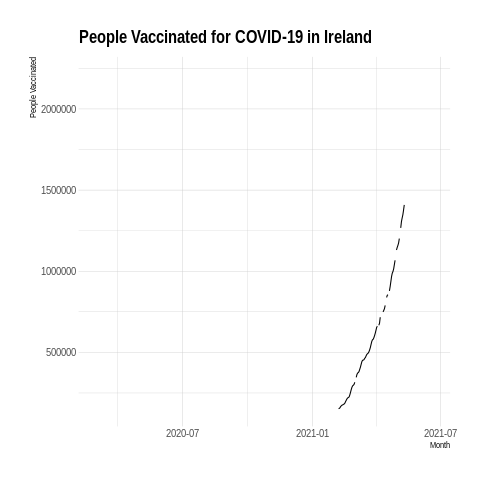 People Vaccinated for COVID-19 in Ireland
People Vaccinated
2000000
1500000
1000000
500000
2020-07
2021-01
2021-07
Month